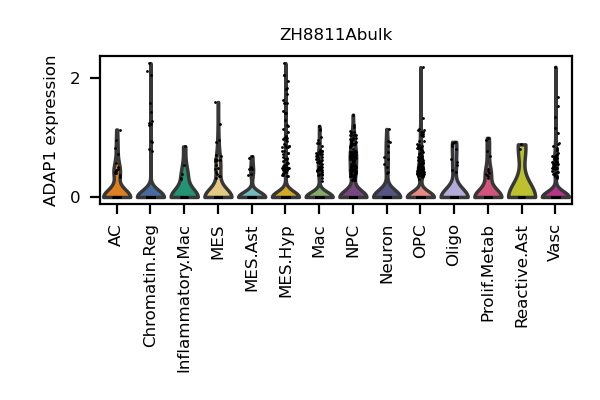 ZH8811Abulk
ADAP1 expression
2
0
AC
Chromatin.Reg
Inflammatory.Mac
MES
MES.Ast
MES.Hyp
Mac
NPC
Neuron
OPC
Oligo
Prolif.Metab
Reactive.Ast
Vasc